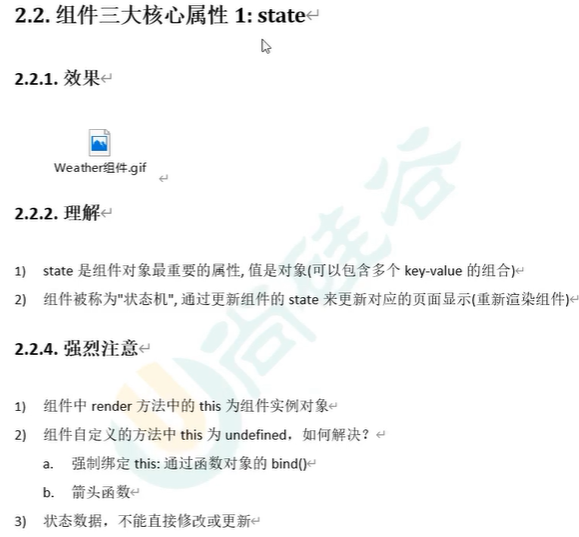 2.2. 组件三大核心属性 1: state
2.2.1. 效果
Weather组件.gif
2.2.2. 理解
1) state 是组件对象最重要的属性, 值是对象(可以包含多个 key-value 的组合)
2) 组件被称为"状态机", 通过更新组件的 state 来更新对应的页面显示(重新渲染组件)
2.2.4. 强烈注意
1) 组件中 render 方法中的 this 为组件实例对象
2) 组件自定义的方法中 this 为 undefined，如何解决？
a. 强制绑定 this: 通过函数对象的 bind()
b. 箭头函数
3) 状态数据，不能直接修改或更新
尚硅谷